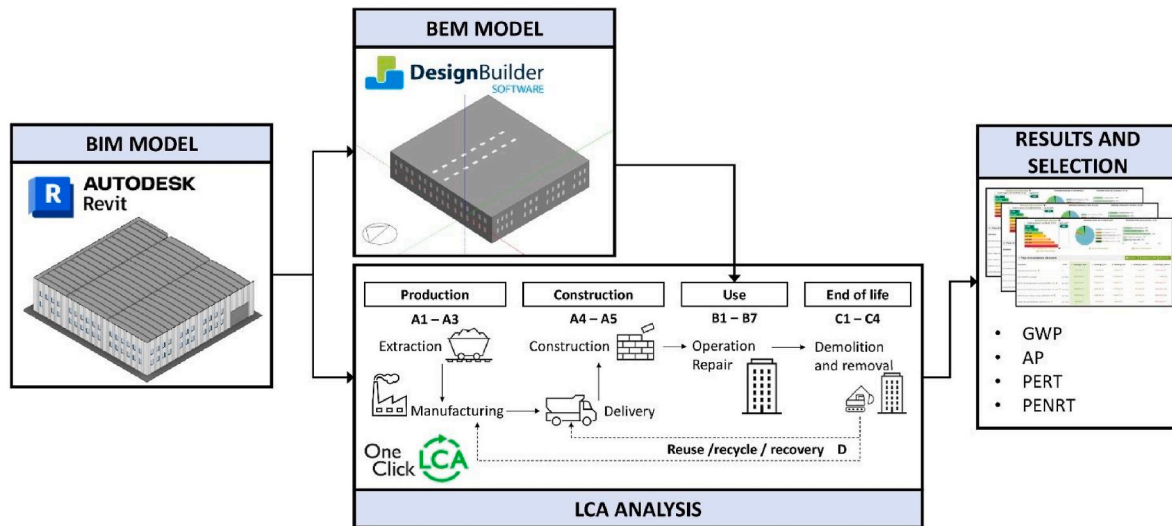 BIM MODEL
R
AUTODESK
Revit
BEM MODEL
DesignBuilder
SOFTWARE
Production
A1 – A3
Extraction
Manufacturing
Construction
A4 – A5
Construction
Delivery
Use
B1 – B7
Operation
Repair
End of life
C1 – C4
Demolition
and removal
Reuse /recycle / recovery D
One
Click
LCA
LCA ANALYSIS
RESULTS AND
SELECTION
• GWP
• AP
• PERT
• PENRT